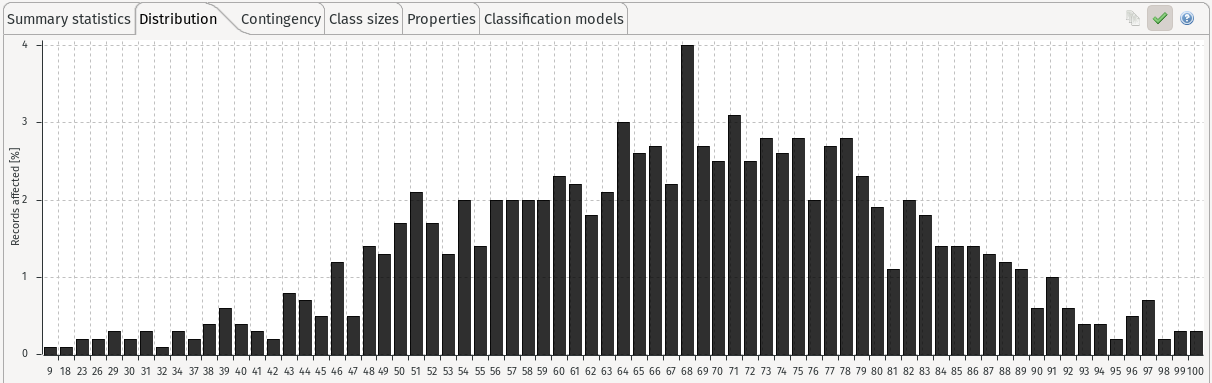 Summary statistics Distribution Contingency Class sizes Properties Classification models
Records affected [%]
4
3
2
1
0
9 18 23 26 29 30 31 32 34 37 38 39 40 41 42 43 44 45 46 47 48 49 50 51 52 53 54 55 56 57 58 59 60 61 62 63 64 65 66 67 68 69 70 71 72 73 74 75 76 77 78 79 80 81 82 83 84 85 86 87 88 89 90 91 92 93 94 95 96 97 98 99 100